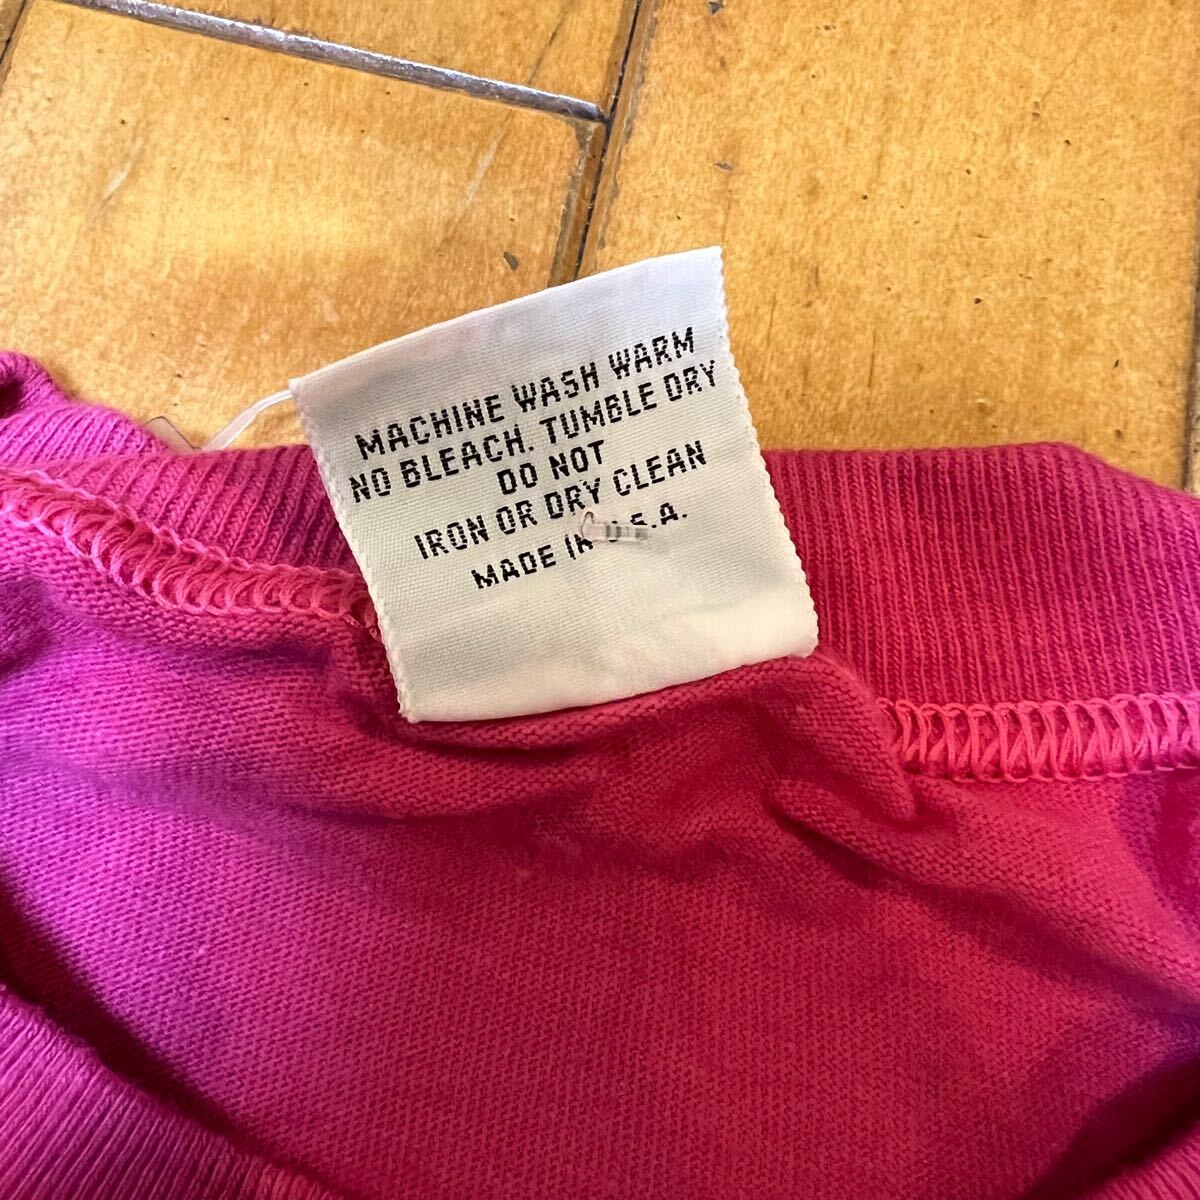 MACHINE WASH WARM
NO BLEACH. TUMBLE DRY
DO NOT
IRON OR DRY CLEAN
MADE IN U.S.A.